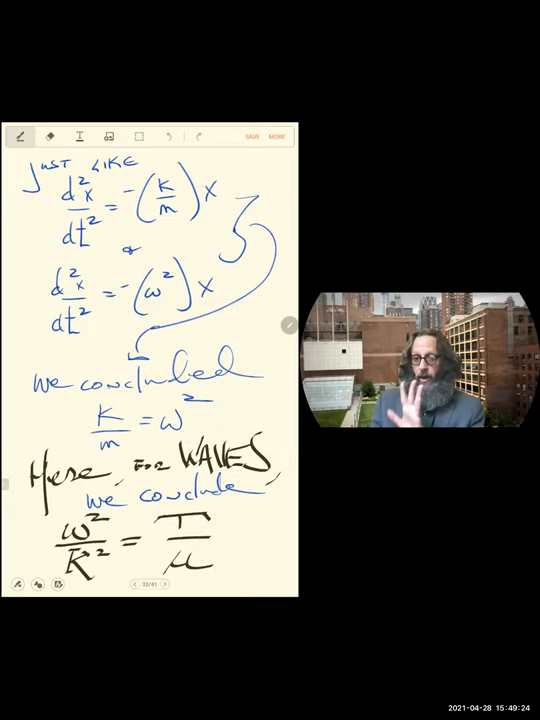 SAVE MORE
JUST LIKE
d²x/dt² = -(k/m) x
or
d²x/dt² = -(ω²) x
we concluded
k/m = ω²
Here, FOR WAVES,
we conclude
ω²/k² = T/μ
33/41
2021-04-28 15:49:24